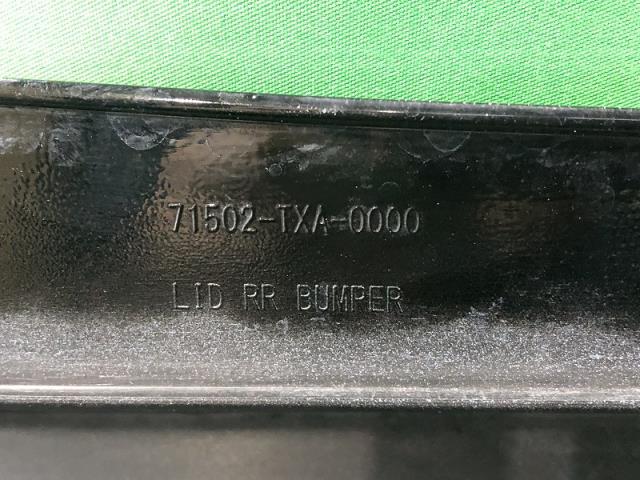 71502-TXA-0000
LID RR BUMPER